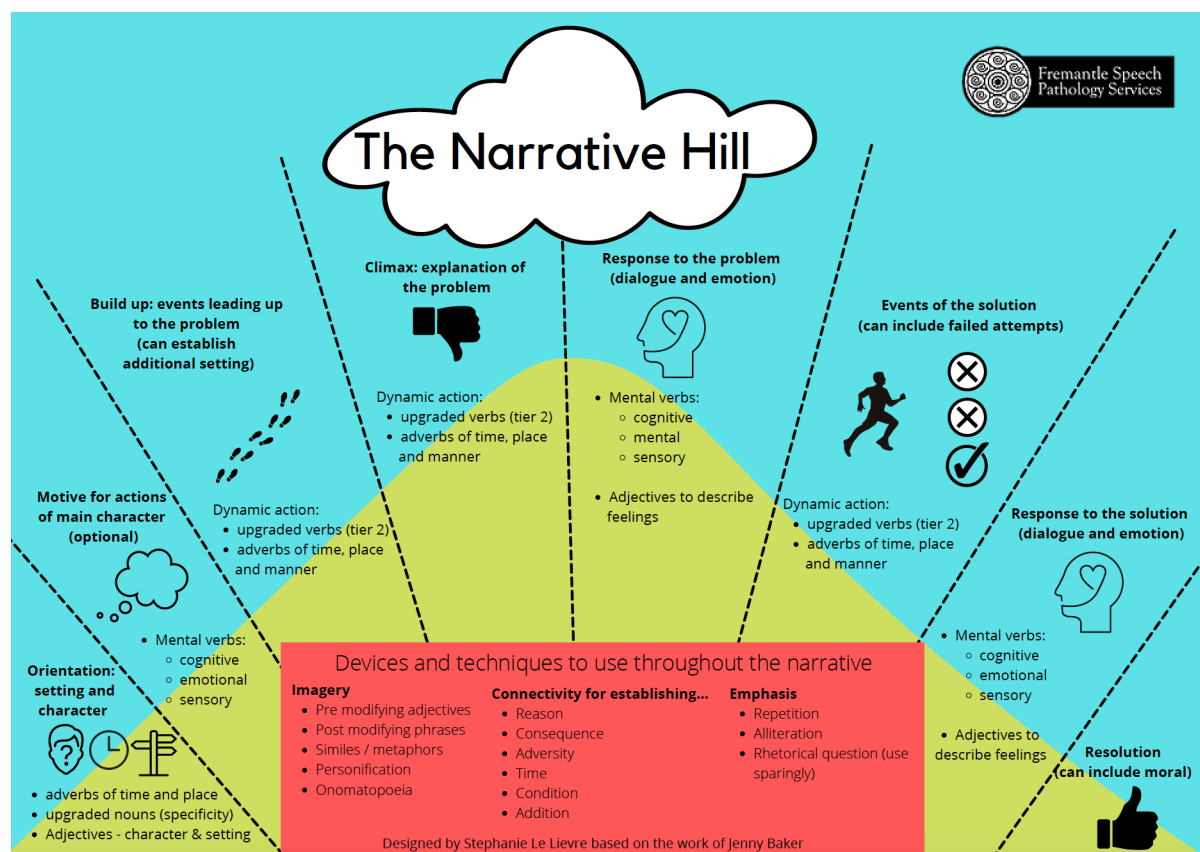 The Narrative Hill
Fremantle Speech
Pathology Services
Orientation:
setting and
character
• adverbs of time and place
• upgraded nouns (specificity)
• Adjectives - character & setting
Motive for actions
of main character
(optional)
• Mental verbs:
○ cognitive
○ emotional
○ sensory
Build up: events leading up
to the problem
(can establish
additional setting)
Dynamic action:
• upgraded verbs (tier 2)
• adverbs of time, place
and manner
Climax: explanation of
the problem
Dynamic action:
• upgraded verbs (tier 2)
• adverbs of time, place
and manner
Response to the problem
(dialogue and emotion)
• Mental verbs:
○ cognitive
○ mental
○ sensory
• Adjectives to describe
feelings
Events of the solution
(can include failed attempts)
Dynamic action:
• upgraded verbs (tier 2)
• adverbs of time, place
and manner
Response to the solution
(dialogue and emotion)
• Mental verbs:
○ cognitive
○ emotional
○ sensory
• Adjectives to
describe feelings
Resolution
(can include moral)
Devices and techniques to use throughout the narrative
Imagery
• Pre modifying adjectives
• Post modifying phrases
• Similes / metaphors
• Personification
• Onomatopoeia
Connectivity for establishing...
• Reason
• Consequence
• Adversity
• Time
• Condition
• Addition
Emphasis
• Repetition
• Alliteration
• Rhetorical question (use
sparingly)
Designed by Stephanie Le Lievre based on the work of Jenny Baker